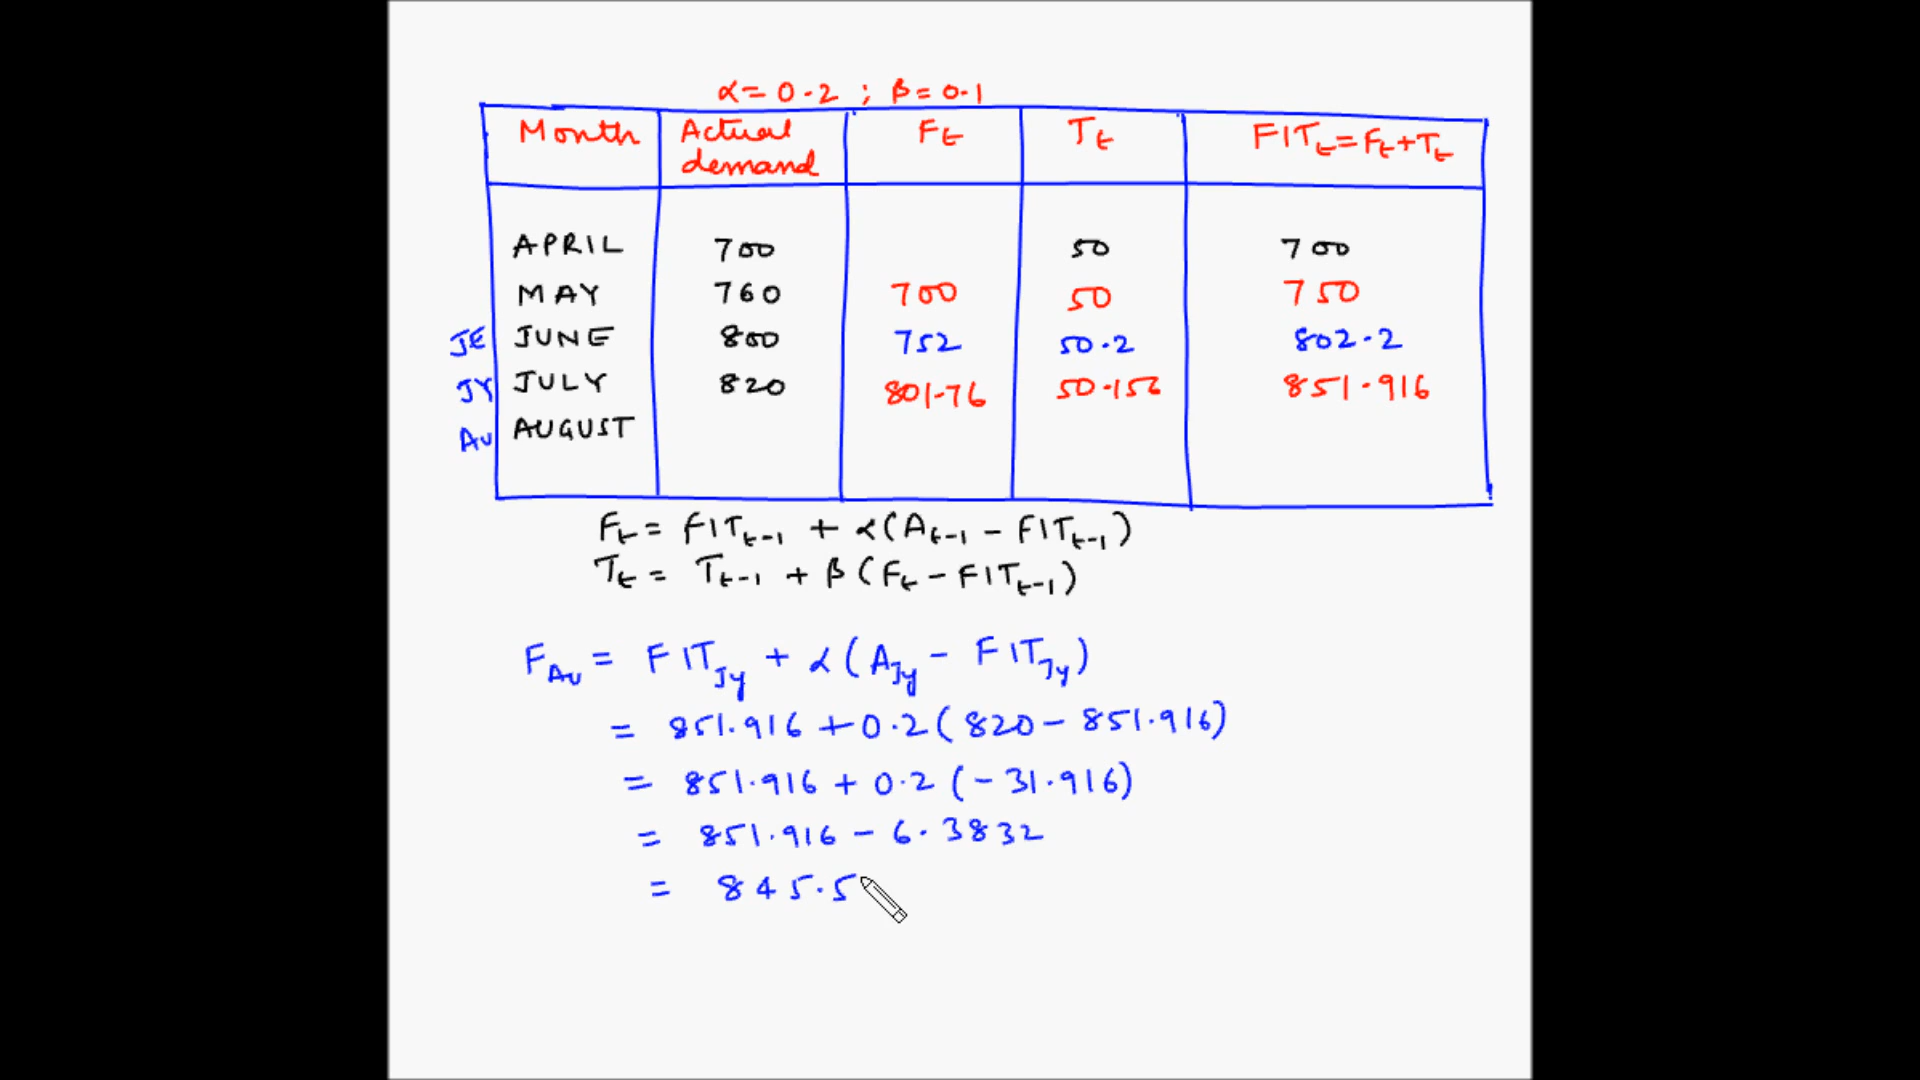 α = 0.2 ; β = 0.1
Month Actual demand Ft Tt FITt = Ft + Tt
APRIL 700 50 700
MAY 760 700 50 750
JE JUNE 800 752 50.2 802.2
JY JULY 820 801.76 50.156 851.916
Au AUGUST
Ft = FITt-1 + α(At-1 - FITt-1)
Tt = Tt-1 + β(Ft - FITt-1)
FAu = FITJy + α(AJy - FITJy)
= 851.916 + 0.2(820 - 851.916)
= 851.916 + 0.2(-31.916)
= 851.916 - 6.3832
= 845.5